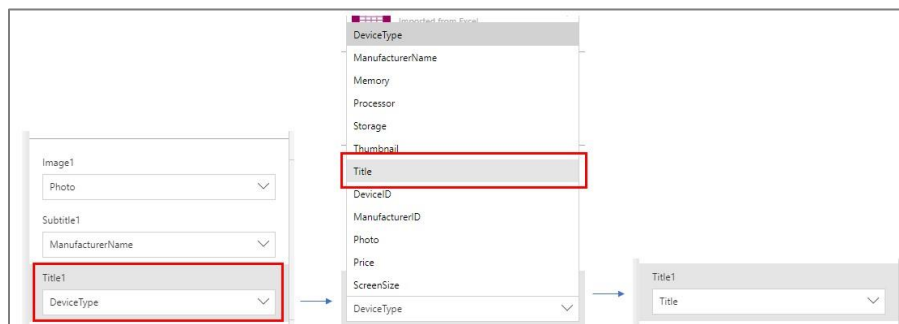 Image1
Photo
Subtitle1
ManufacturerName
Title1
DeviceType
Imported from Excel
DeviceType
ManufacturerName
Memory
Processor
Storage
Thumbnail
Title
DeviceID
ManufacturerID
Photo
Price
ScreenSize
DeviceType
Title1
Title